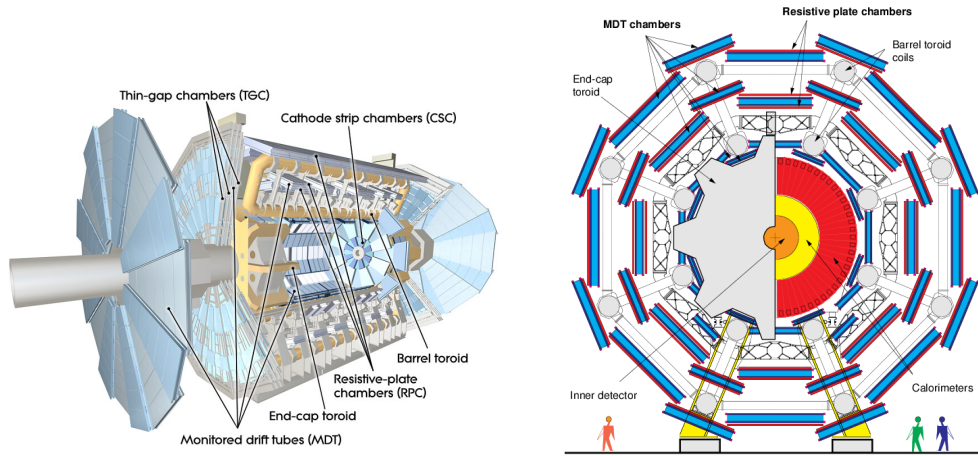 Thin-gap chambers (TGC)
Cathode strip chambers (CSC)
Barrel toroid
Resistive-plate
chambers (RPC)
End-cap toroid
Monitored drift tubes (MDT)
Resistive plate chambers
MDT chambers
Barrel toroid
coils
End-cap
toroid
Inner detector
Calorimeters